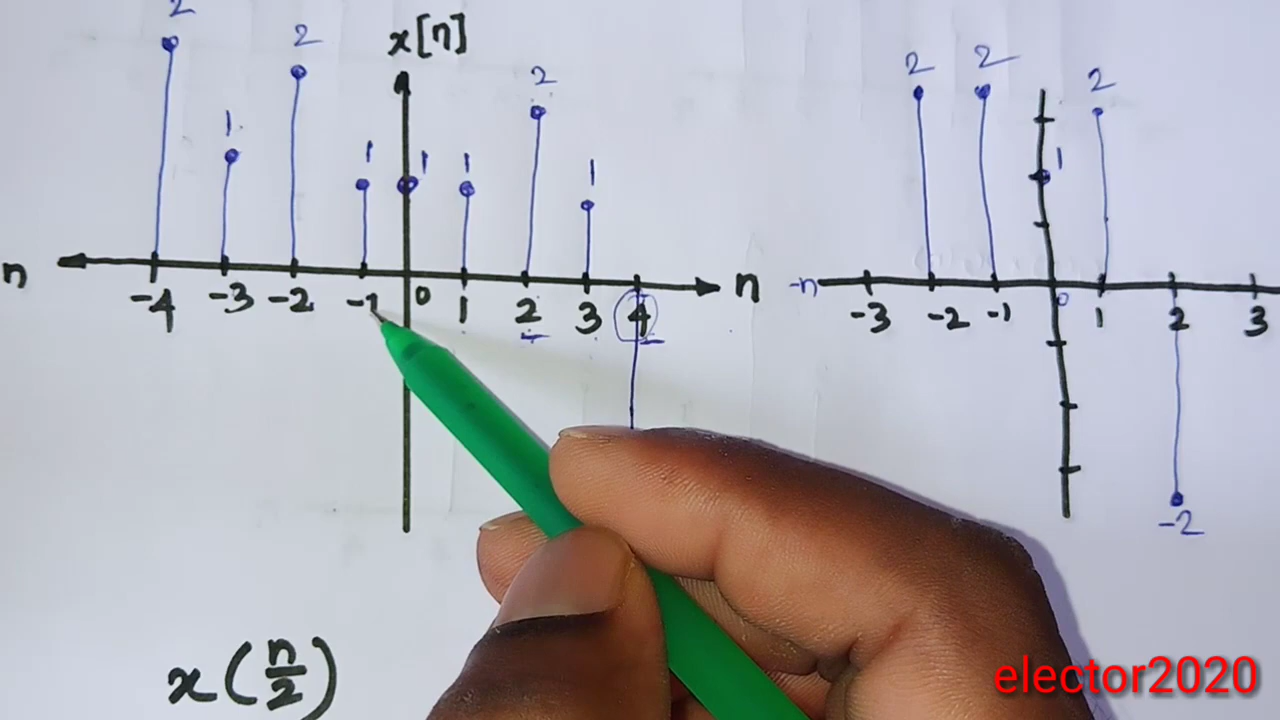 2 1 2 1 x[n] 1 1 2 1
n -4 -3 -2 -1 0 1 2 3 4 n
2 2 1 2
-n -3 -2 -1 0 1 2 3
-2
x(n/2)
elector2020